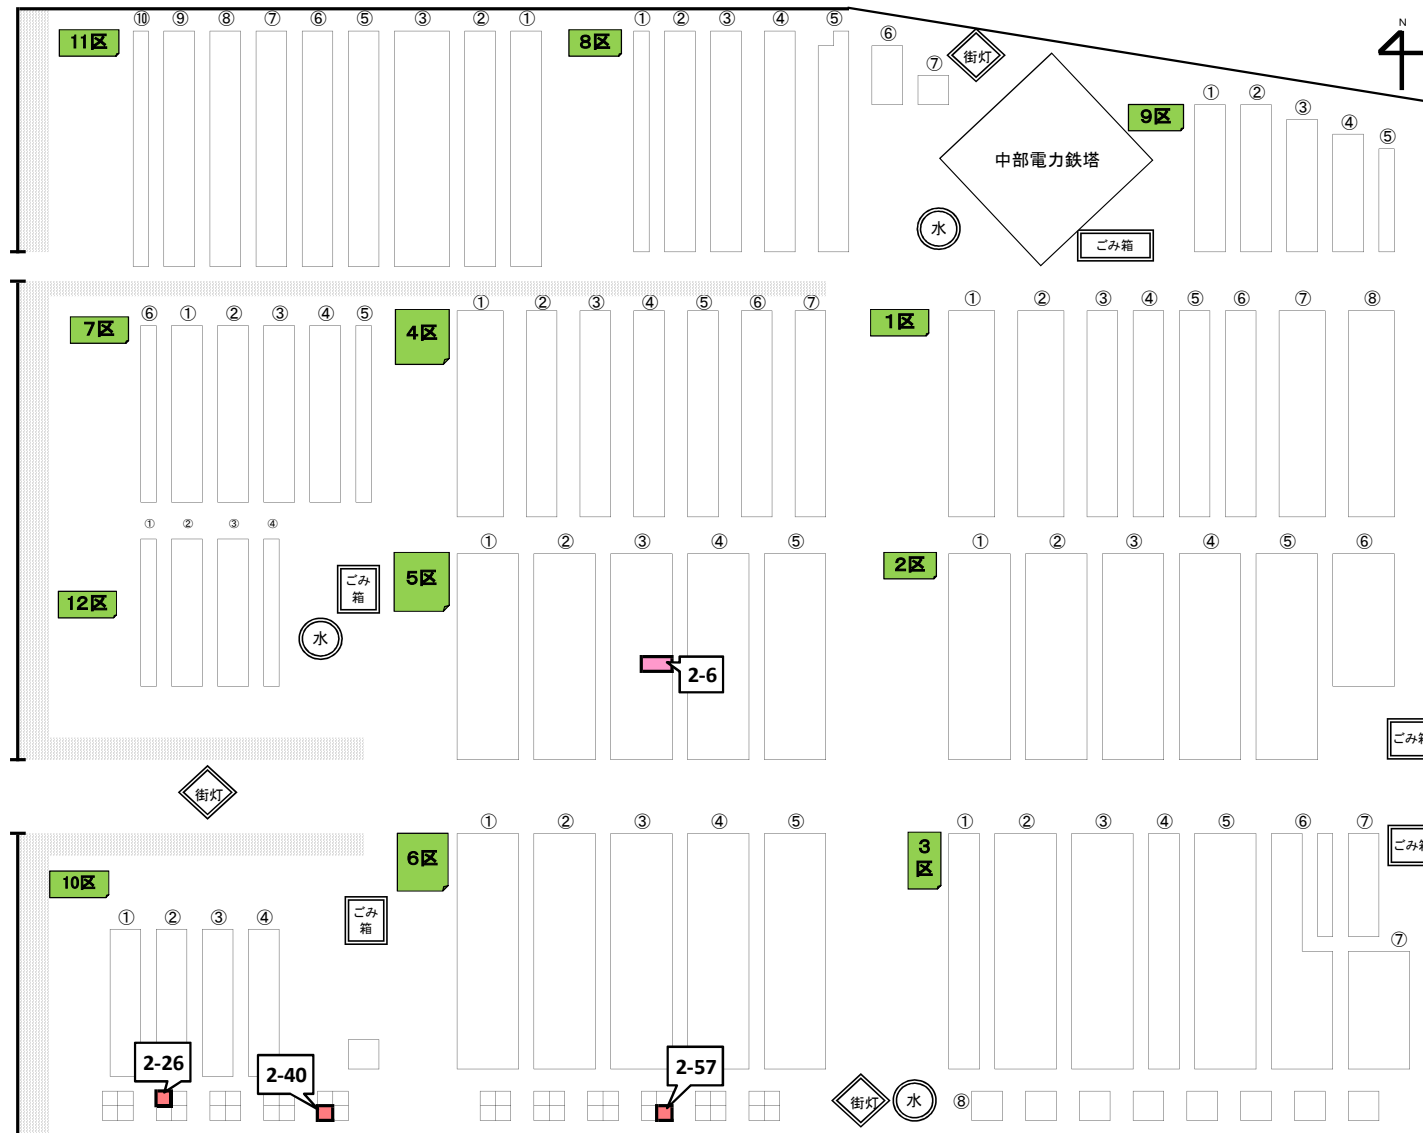 ⑩ ⑨ ⑧ ⑦ ⑥ ⑤ ③ ② ① ① ② ③ ④ ⑤
N
11区
8区
⑥
街灯
⑦
① ② ③ ④ ⑤
9区
中部電力鉄塔
水
ごみ箱
⑥ ① ② ③ ④ ⑤
① ② ③ ④ ⑤ ⑥ ⑦
① ② ③ ④ ⑤ ⑥ ⑦ ⑧
7区
4区
1区
① ② ③ ④
① ② ③ ④ ⑤
① ② ③ ④ ⑤ ⑥
5区
2区
ごみ
箱
12区
水
2-6
ごみ箱
街灯
① ② ③ ④ ⑤
① ② ③ ④ ⑤ ⑥ ⑦
6区
3
区
ごみ箱
10区
ごみ
箱
① ② ③ ④
⑦
2-26
2-40
2-57
街灯
水
⑧